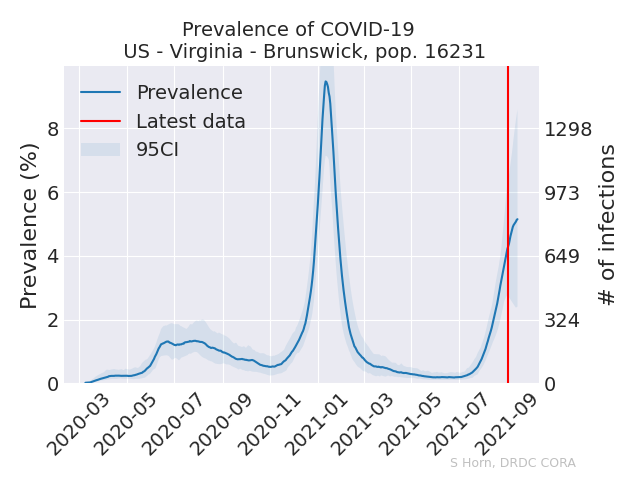 Prevalence of COVID-19
US - Virginia - Brunswick, pop. 16231
Prevalence
Latest data
95CI
Prevalence (%)
8
6
4
2
0
1298
973
649
324
0
# of infections
2020-03
2020-05
2020-07
2020-09
2020-11
2021-01
2021-03
2021-05
2021-07
2021-09
S Horn, DRDC CORA